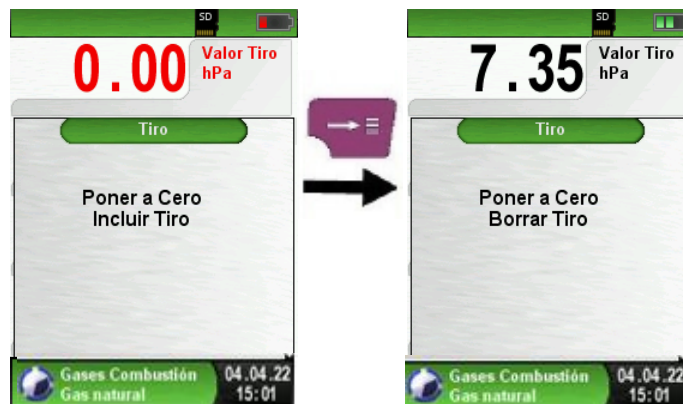 SD
0.00
Valor Tiro
hPa
Tiro
Poner a Cero
Incluir Tiro
Gases Combustión
Gas natural
04.04.22
15:01
SD
7.35
Valor Tiro
hPa
Tiro
Poner a Cero
Borrar Tiro
Gases Combustión
Gas natural
04.04.22
15:01